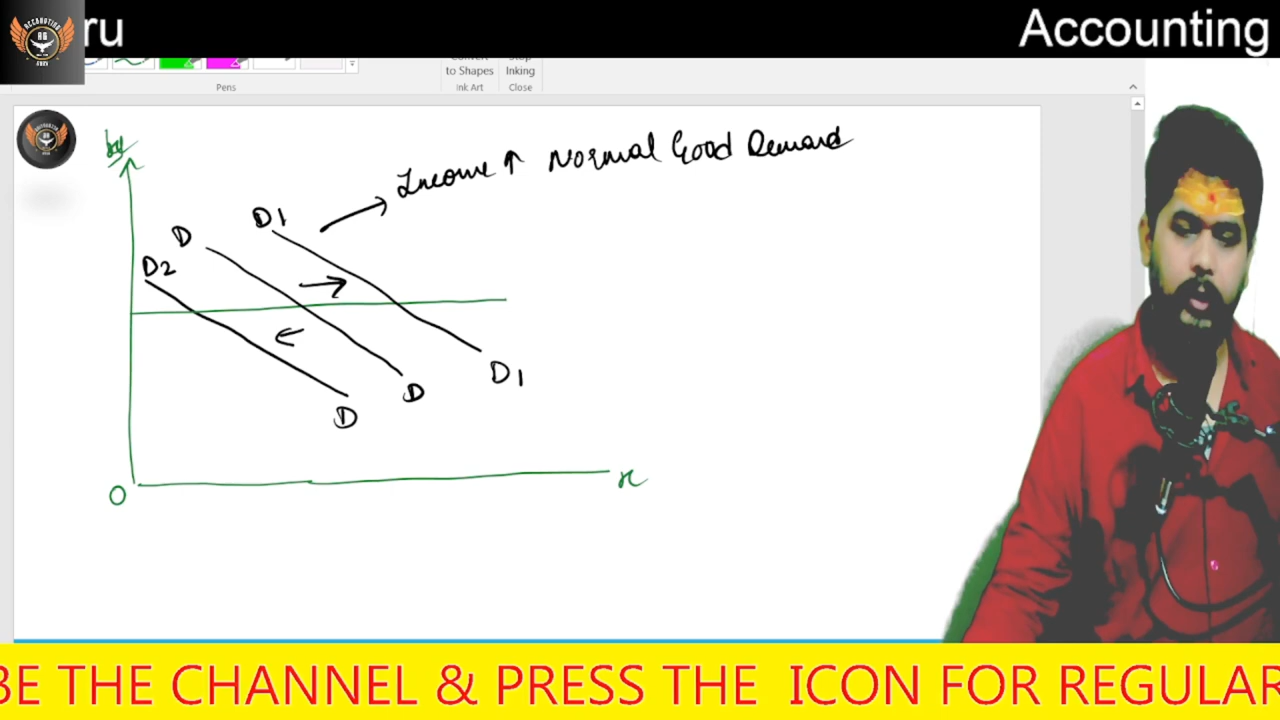 ru
Accounting
to Shapes
Inking
Pens
Ink Art
Close
Income ↑ Normal Good Demand
D1
D
D2
D1
D
D
O
x
BE THE CHANNEL & PRESS THE ICON FOR REGULAR